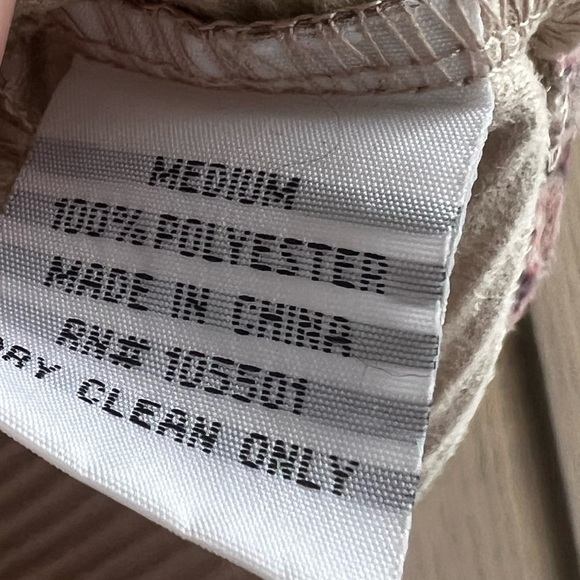 MEDIUM
100% POLYESTER
MADE IN CHINA
RN# 105501
DRY CLEAN ONLY